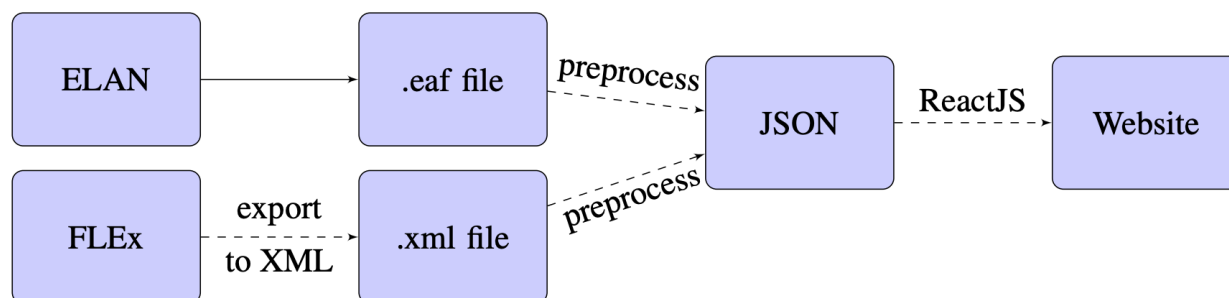 ELAN
.eaf file
preprocess
JSON
ReactJS
Website
FLEx
export
to XML
.xml file
preprocess